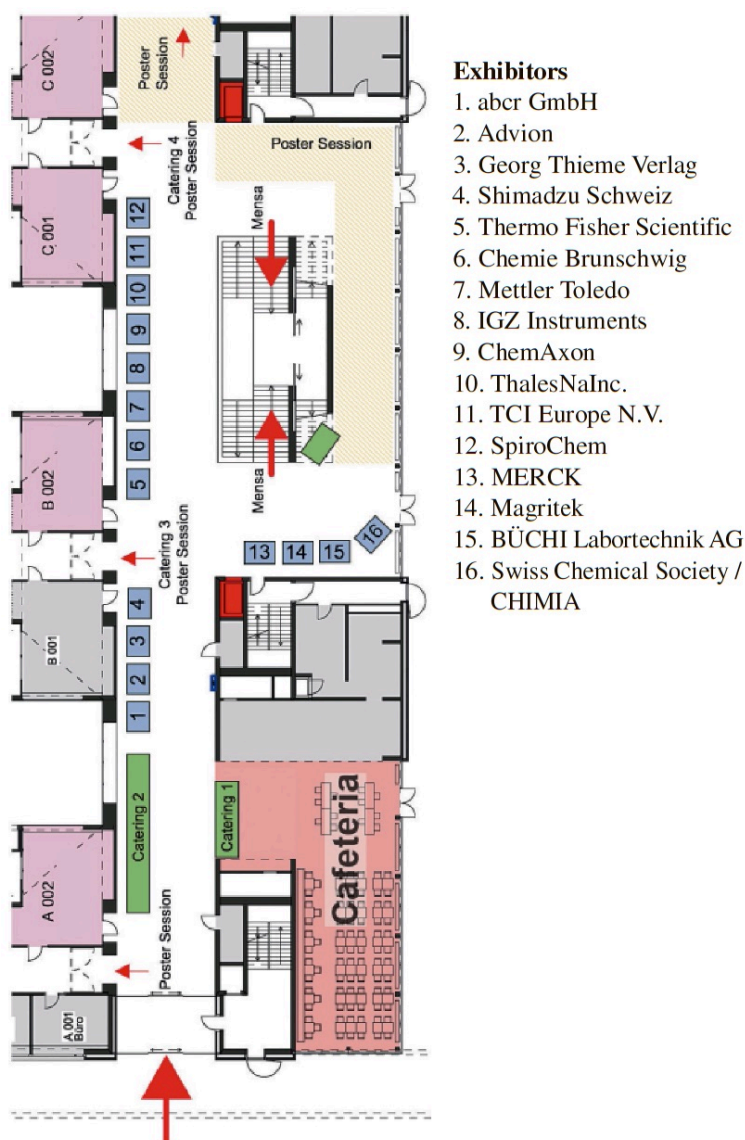 C 002
Poster
Session
Catering 4
Poster Session
Poster Session
C 001
Mensa
12
11
10
9
8
7
6
5
B 002
Mensa
Catering 3
Poster Session
13
14
15
16
B 001
4
3
2
1
Catering 2
Catering 1
Cafeteria
A 002
Poster Session
A 001
Büro
Exhibitors
1. abcr GmbH
2. Advion
3. Georg Thieme Verlag
4. Shimadzu Schweiz
5. Thermo Fisher Scientific
6. Chemie Brunschwig
7. Mettler Toledo
8. IGZ Instruments
9. ChemAxon
10. ThalesNaInc.
11. TCI Europe N.V.
12. SpiroChem
13. MERCK
14. Magritek
15. BÜCHI Labortechnik AG
16. Swiss Chemical Society /
CHIMIA